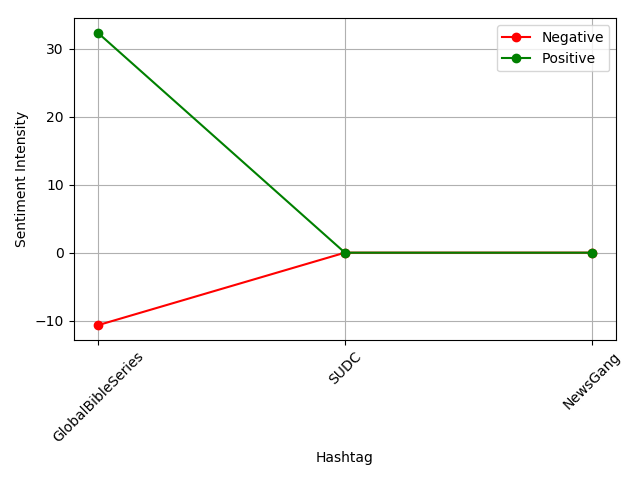 Negative
Positive
30
20
10
0
−10
Sentiment Intensity
GlobalBibleSeries
SUDC
NewsGang
Hashtag